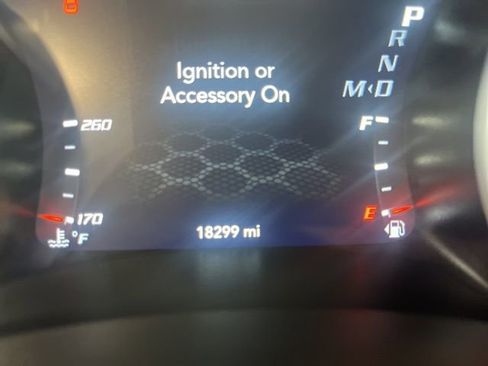 P
R
N
M◂D
Ignition or
Accessory On
260
F
170
E
°F
18299 mi